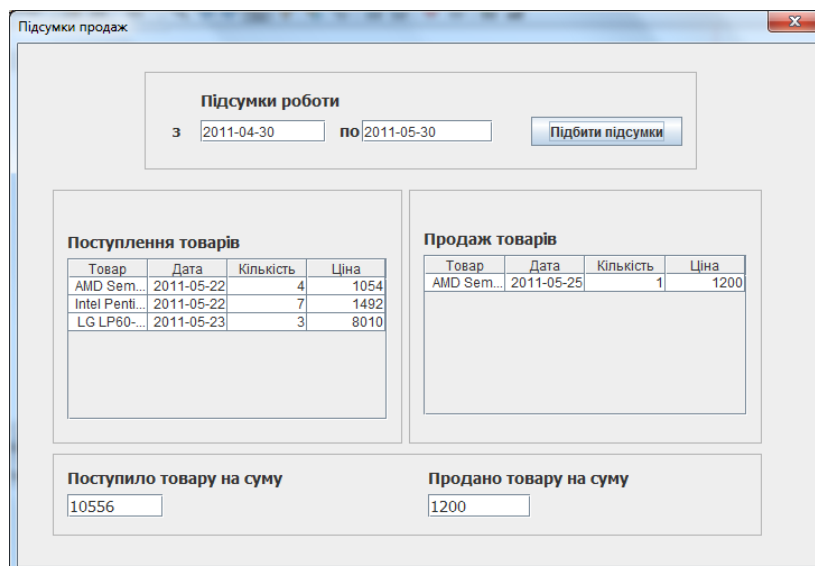 Підсумки продаж
Підсумки роботи
з 2011-04-30 по 2011-05-30 Підбити підсумки
Поступлення товарів
Товар Дата Кількість Ціна
AMD Sem... 2011-05-22 4 1054
Intel Penti... 2011-05-22 7 1492
LG LP60-... 2011-05-23 3 8010
Продаж товарів
Товар Дата Кількість Ціна
AMD Sem... 2011-05-25 1 1200
Поступило товару на суму
10556
Продано товару на суму
1200